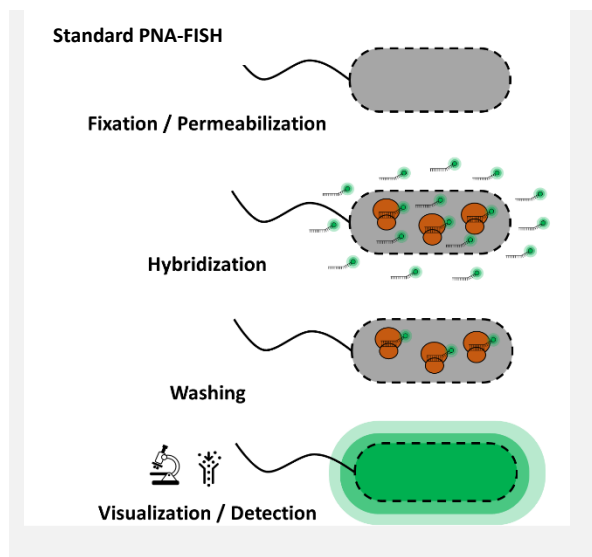 Standard PNA-FISH
Fixation / Permeabilization
Hybridization
Washing
Visualization / Detection